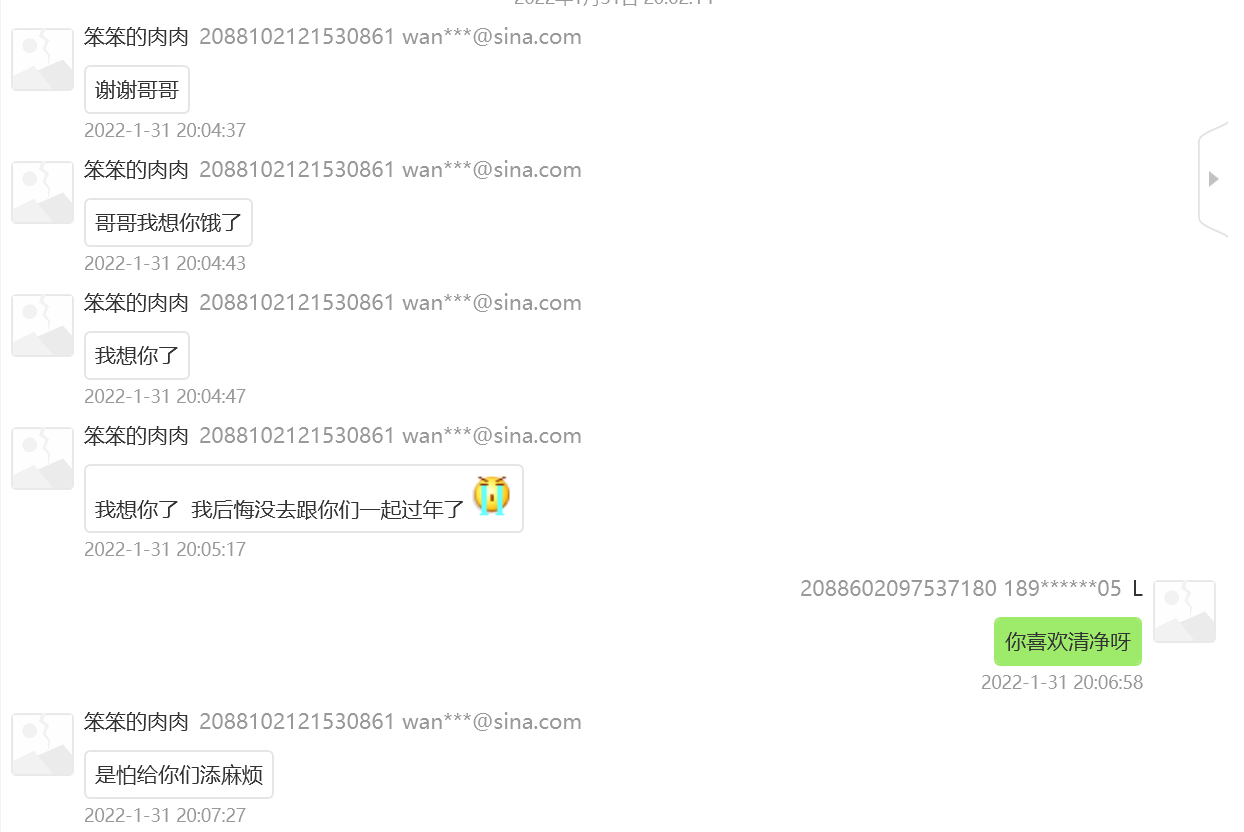 笨笨的肉肉 2088102121530861 wan***@sina.com
谢谢哥哥
2022-1-31 20:04:37
笨笨的肉肉 2088102121530861 wan***@sina.com
哥哥我想你饿了
2022-1-31 20:04:43
笨笨的肉肉 2088102121530861 wan***@sina.com
我想你了
2022-1-31 20:04:47
笨笨的肉肉 2088102121530861 wan***@sina.com
我想你了 我后悔没去跟你们一起过年了
2022-1-31 20:05:17
2088602097537180 189******05 L
你喜欢清净呀
2022-1-31 20:06:58
笨笨的肉肉 2088102121530861 wan***@sina.com
是怕给你们添麻烦
2022-1-31 20:07:27